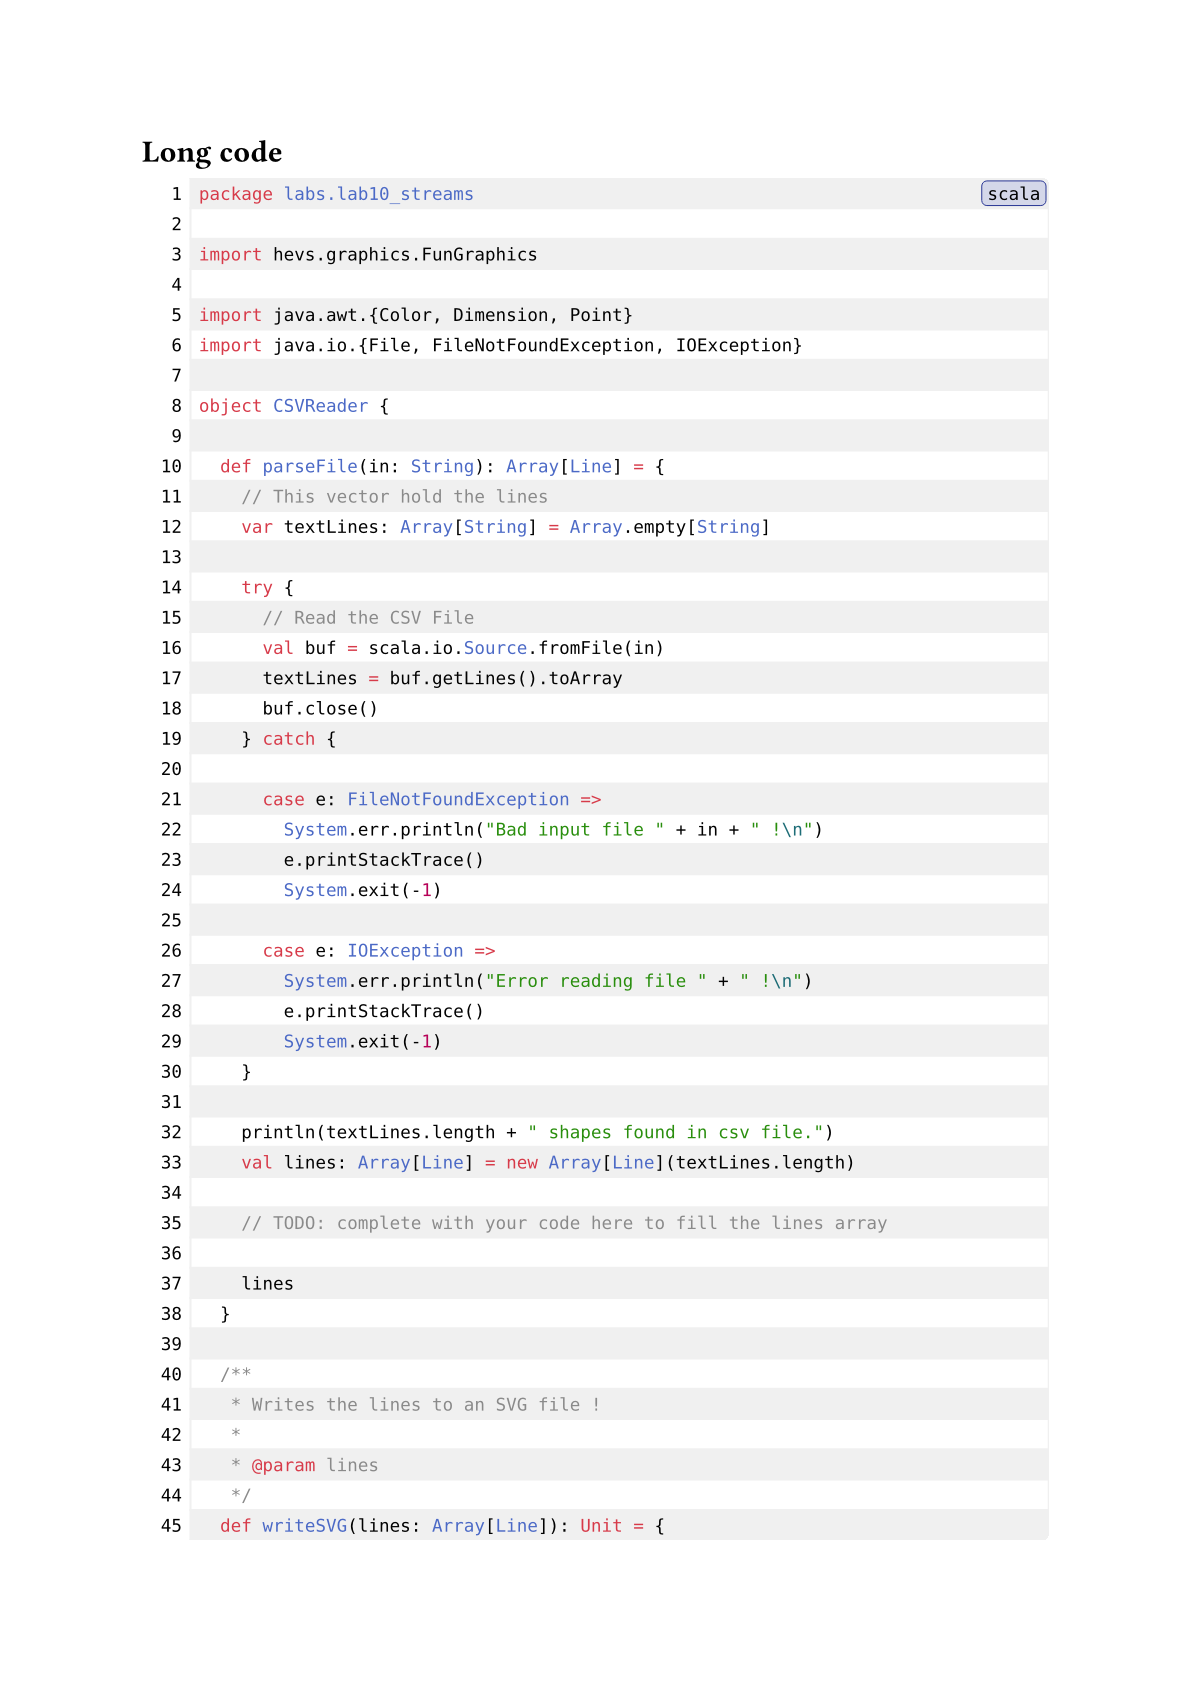 Long code
1 package labs.lab10_streams scala
2
3 import hevs.graphics.FunGraphics
4
5 import java.awt.{Color, Dimension, Point}
6 import java.io.{File, FileNotFoundException, IOException}
7
8 object CSVReader {
9
10   def parseFile(in: String): Array[Line] = {
11     // This vector hold the lines
12     var textLines: Array[String] = Array.empty[String]
13
14     try {
15       // Read the CSV File
16       val buf = scala.io.Source.fromFile(in)
17       textLines = buf.getLines().toArray
18       buf.close()
19     } catch {
20
21       case e: FileNotFoundException =>
22         System.err.println("Bad input file " + in + " !\n")
23         e.printStackTrace()
24         System.exit(-1)
25
26       case e: IOException =>
27         System.err.println("Error reading file " + " !\n")
28         e.printStackTrace()
29         System.exit(-1)
30     }
31
32     println(textLines.length + " shapes found in csv file.")
33     val lines: Array[Line] = new Array[Line](textLines.length)
34
35     // TODO: complete with your code here to fill the lines array
36
37     lines
38   }
39
40   /**
41    * Writes the lines to an SVG file !
42    *
43    * @param lines
44    */
45   def writeSVG(lines: Array[Line]): Unit = {